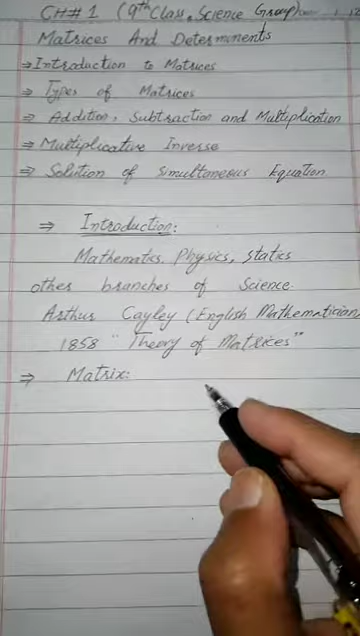 CH#1 (9th Class, Science Group)
Matrices And Determinents
⇒ Introduction to Matrices
⇒ Types of Matrices
⇒ Addition, Subtraction and Multiplication
⇒ Multiplicative Inverse
⇒ Solution of Simultaneous Equation
⇒ Introduction:
Mathematics, Physics, statics
other branches of Science.
Arthur Cayley (English Mathematician)
1858 "Theory of Matrices"
⇒ Matrix: